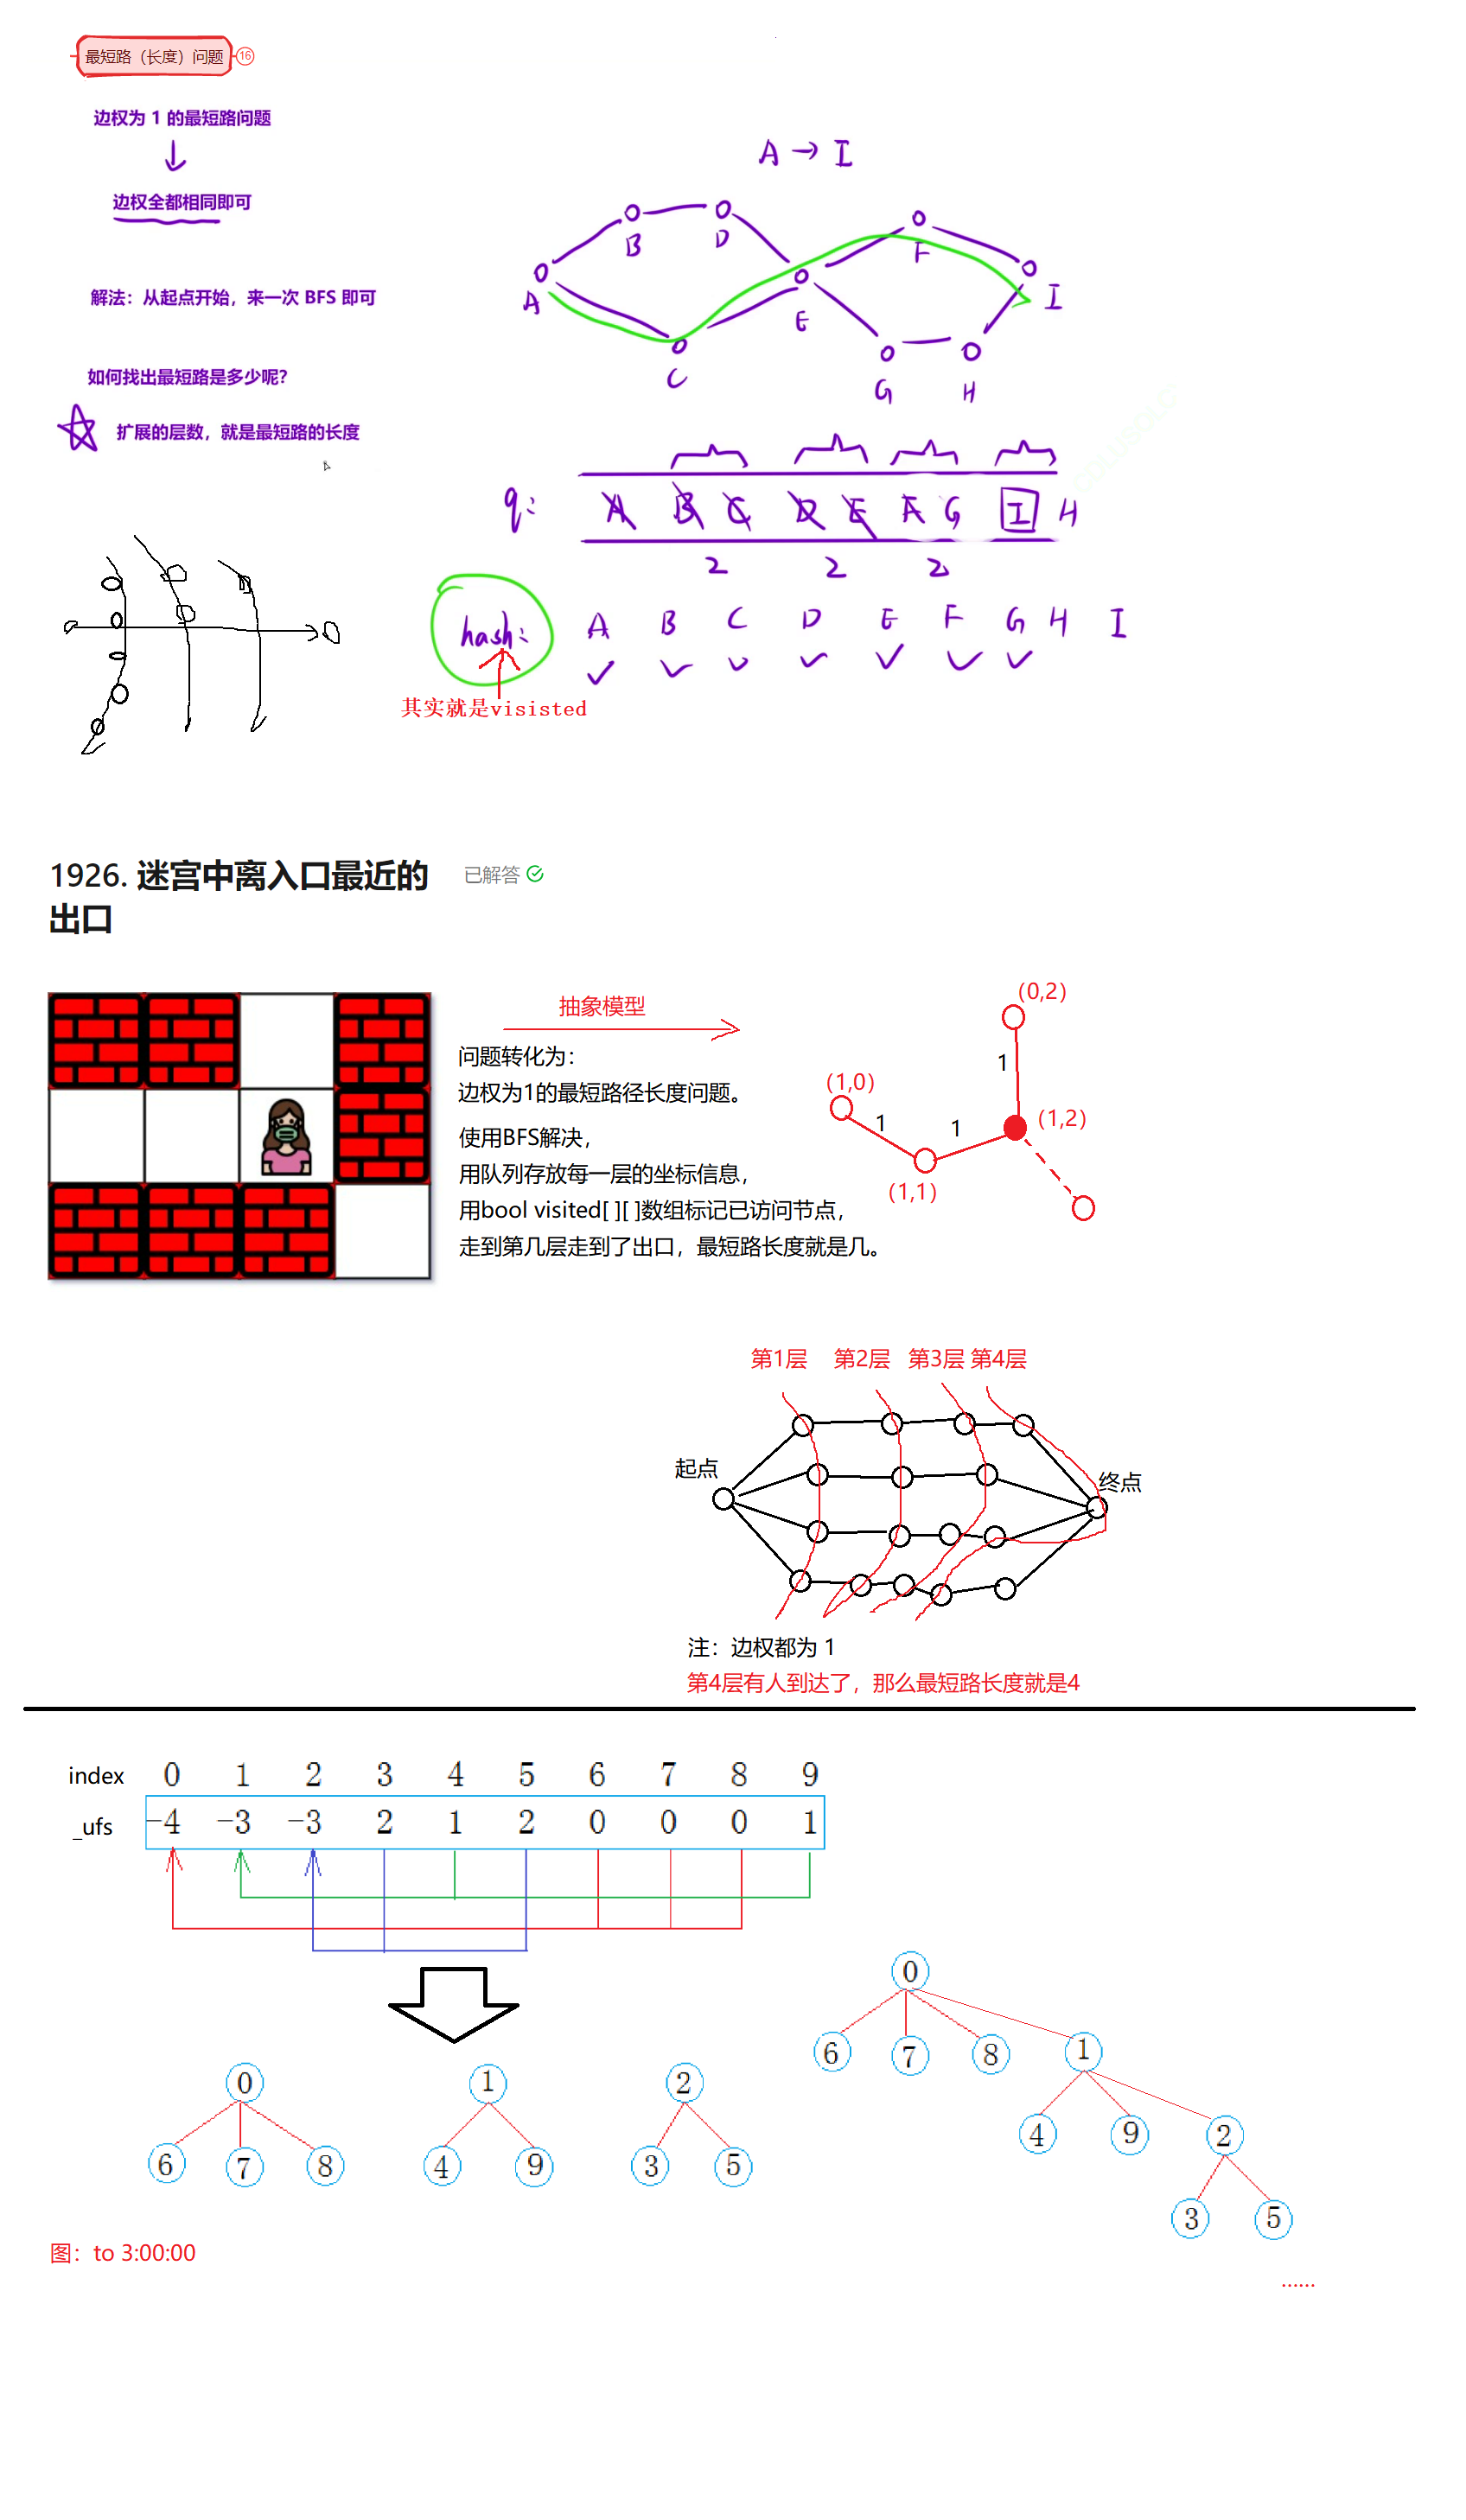 最短路（长度）问题 16
边权为 1 的最短路问题
边权全都相同即可
解法：从起点开始，来一次 BFS 即可
如何找出最短路是多少呢？
扩展的层数，就是最短路的长度
A → I
B D F
A E I
C G H
q:
A B C D E F G I H
2 2 2
hash:
A B C D E F G H I
其实就是visisted
1926. 迷宫中离入口最近的
出口
已解答
抽象模型
问题转化为：
边权为1的最短路径长度问题。
使用BFS解决，
用队列存放每一层的坐标信息，
用bool visited[ ][ ]数组标记已访问节点，
走到第几层走到了出口，最短路长度就是几。
(0,2)
1
(1,0)
1
1
(1,2)
(1,1)
第1层 第2层 第3层 第4层
起点
终点
注：边权都为 1
第4层有人到达了，那么最短路长度就是4
index 0 1 2 3 4 5 6 7 8 9
_ufs -4 -3 -3 2 1 2 0 0 0 1
0
6 7 8 1
4 9 2
3 5
0 1 2
6 7 8 4 9 3 5
图：to 3:00:00
......